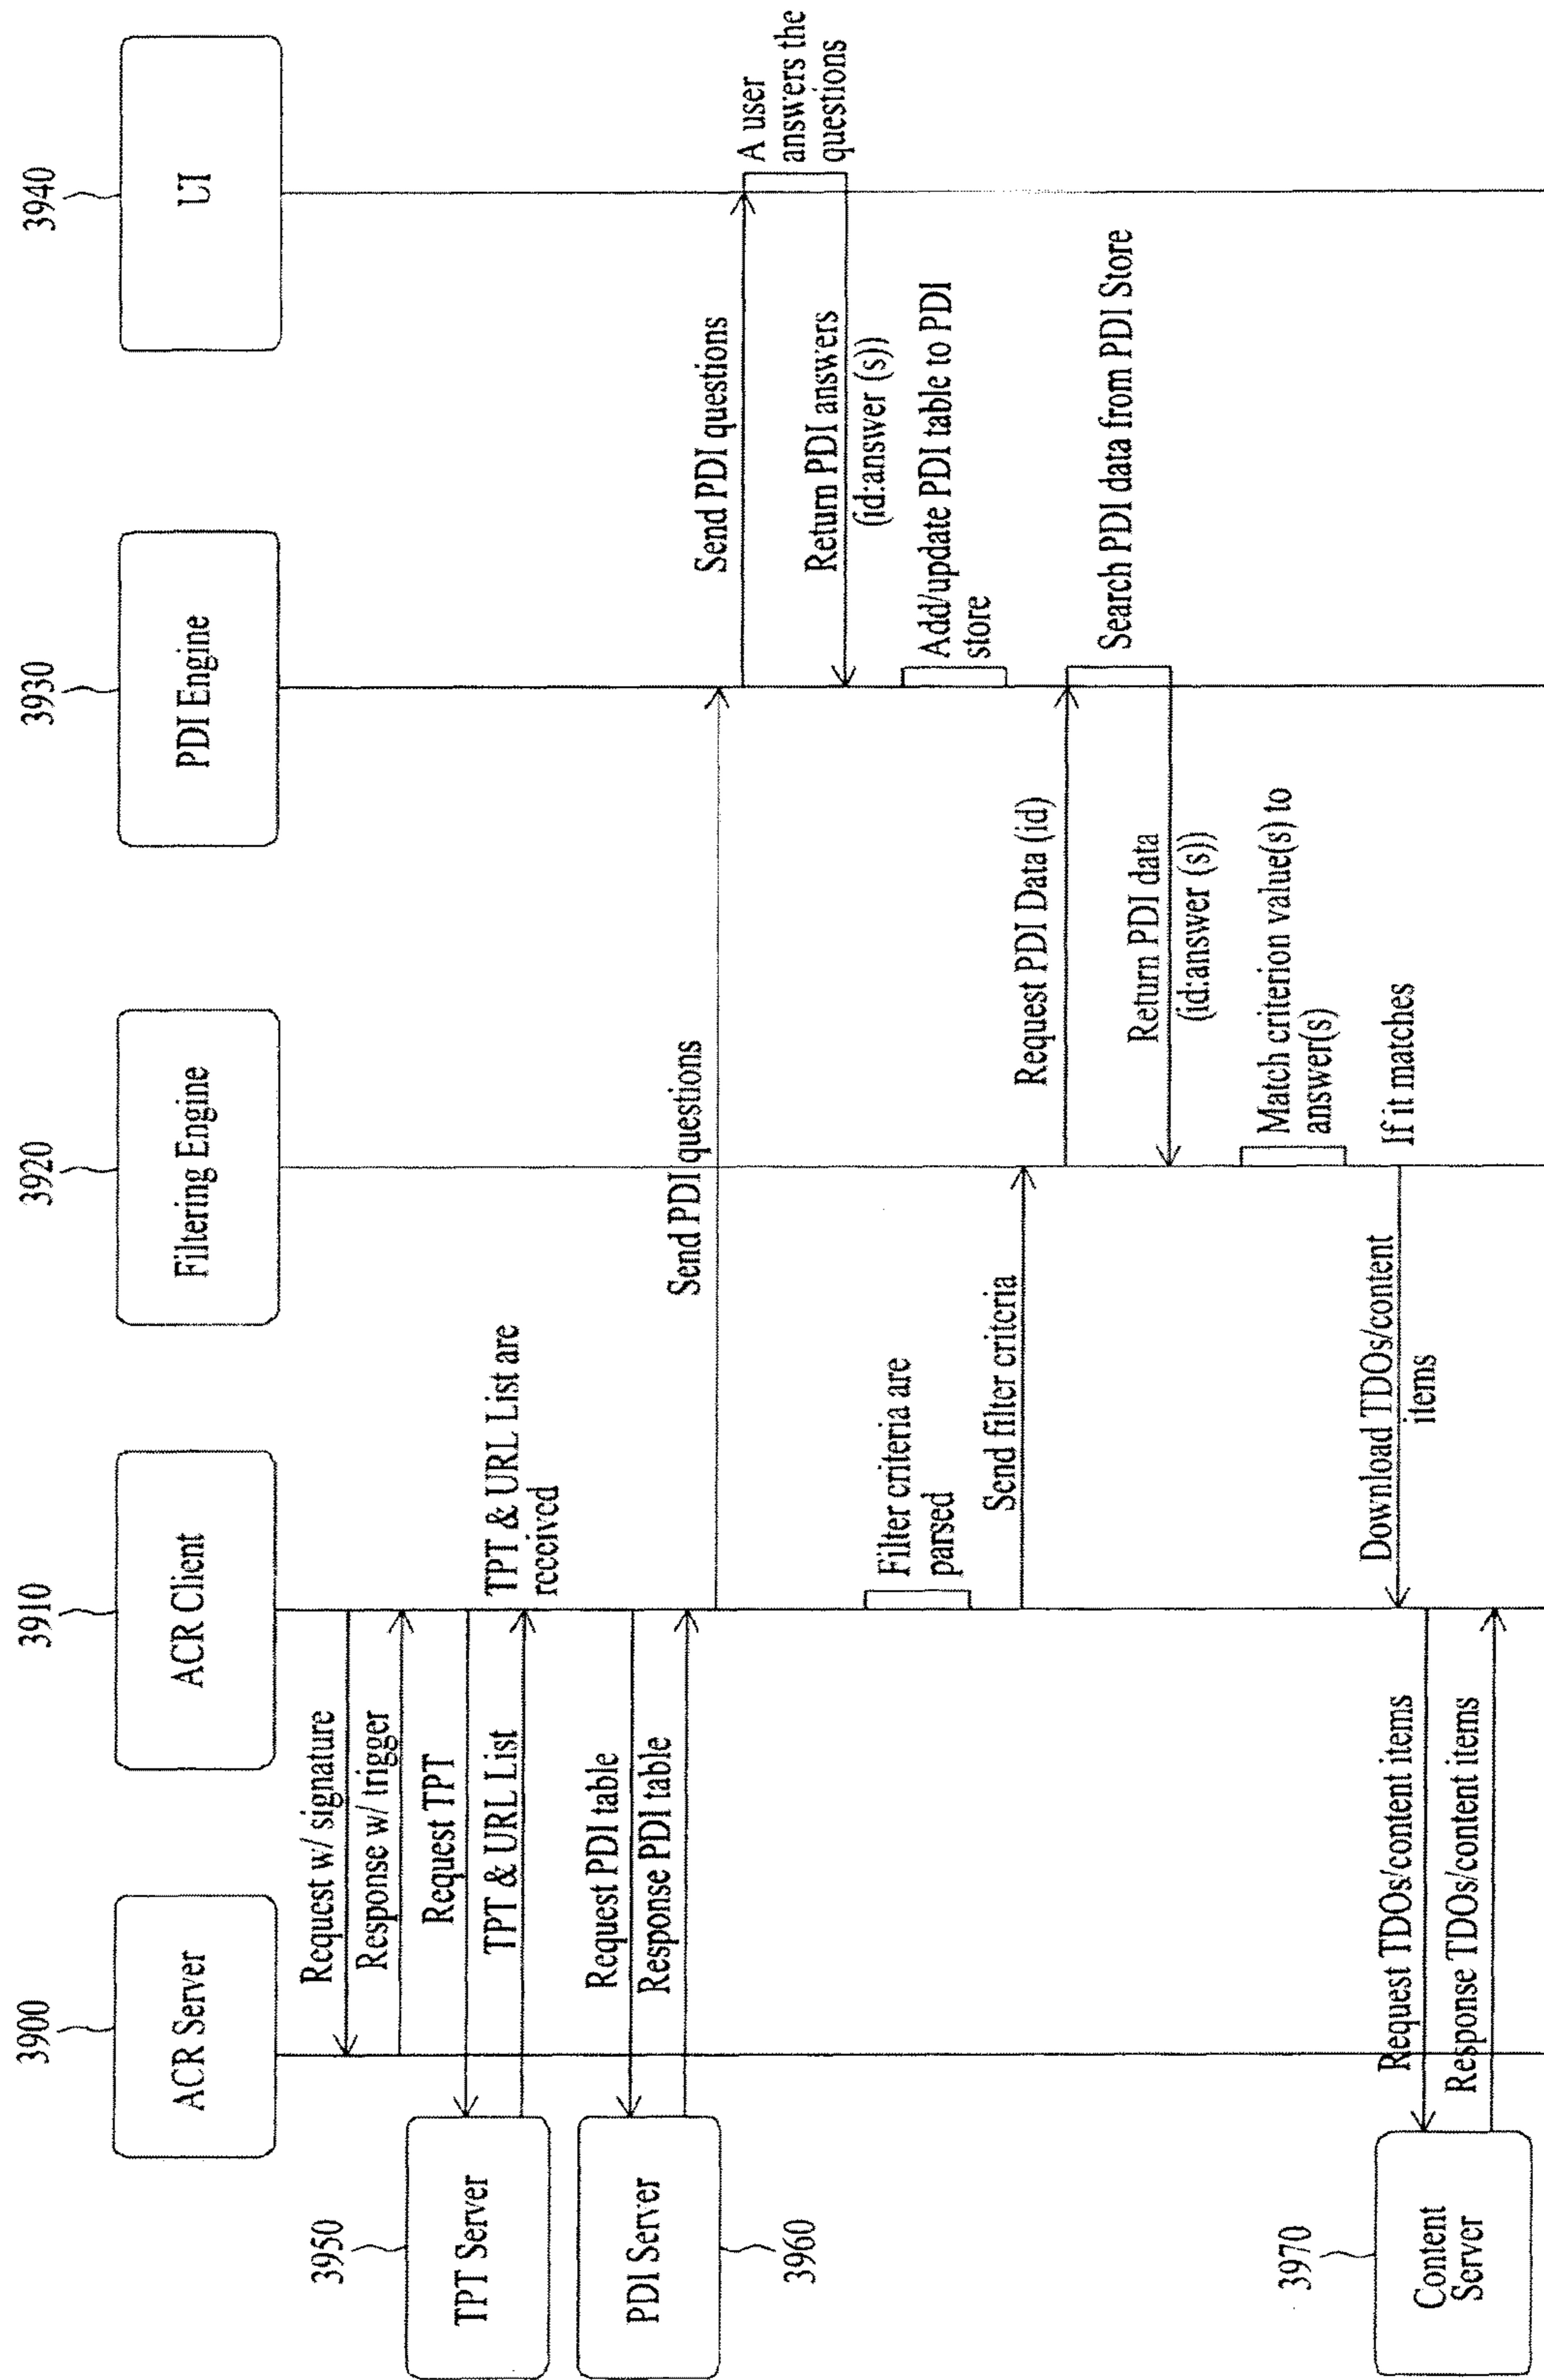 3900
3910
3920
3930
3940
ACR Server
ACR Client
Filtering Engine
PDI Engine
UI
Request w/ signature
Response w/ trigger
3950
TPT Server
Request TPT
TPT & URL List
TPT & URL List are
received
PDI Server
3960
Request PDI table
Response PDI table
Send PDI questions
Send PDI questions
A user
answers the
questions
Return PDI answers
(id:answer (s))
Filter criteria are
parsed
Add/update PDI table to PDI
store
Send filter criteria
Request PDI Data (id)
Search PDI data from PDI Store
Return PDI data
(id:answer (s))
Match criterion value(s) to
answer(s)
If it matches
Download TDOs/content
items
3970
Content
Server
Request TDOs/content items
Response TDOs/content items